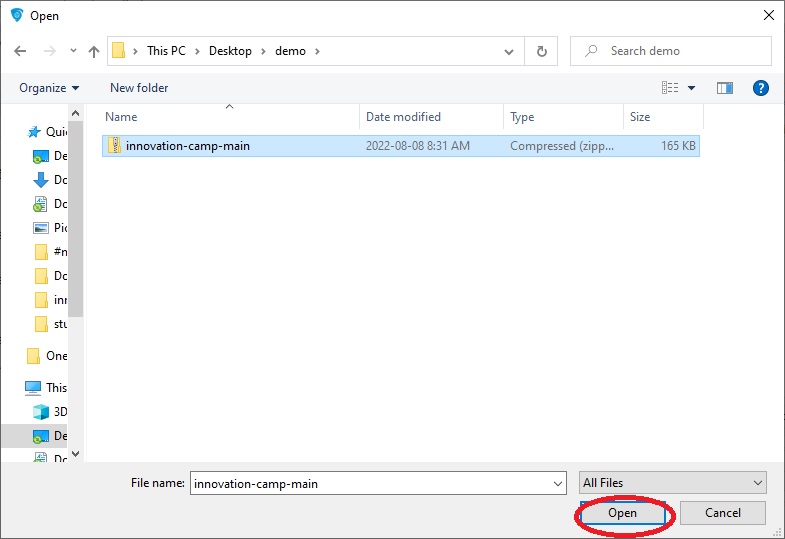 Open
This PC > Desktop > demo >
Search demo
Organize
New folder
Name
Date modified
Type
Size
innovation-camp-main
2022-08-08 8:31 AM
Compressed (zipp...
165 KB
Quic
De
Do
Do
Pic
#n
Do
inn
stu
One
This
3D
De
Do
File name:
innovation-camp-main
All Files
Open
Cancel